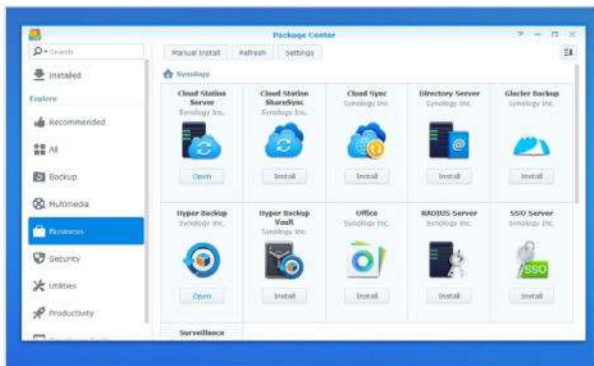 Package Center
Search
Manual Install Refresh Settings
Installed
Synology
Explore
Recommended
All
Backup
Multimedia
Business
Security
Utilities
Productivity
Cloud Station
Server
Synology Inc.
Open
Cloud Station
ShareSync
Synology Inc.
Install
Cloud Sync
Synology Inc.
Install
Directory Server
Synology Inc.
Install
Glacier Backup
Synology Inc.
Install
Hyper Backup
Synology Inc.
Open
Hyper Backup
Vault
Synology Inc.
Install
Office
Synology Inc.
Install
RADIUS Server
Synology Inc.
Install
SSO Server
Synology Inc.
SSO
Install
Surveillance